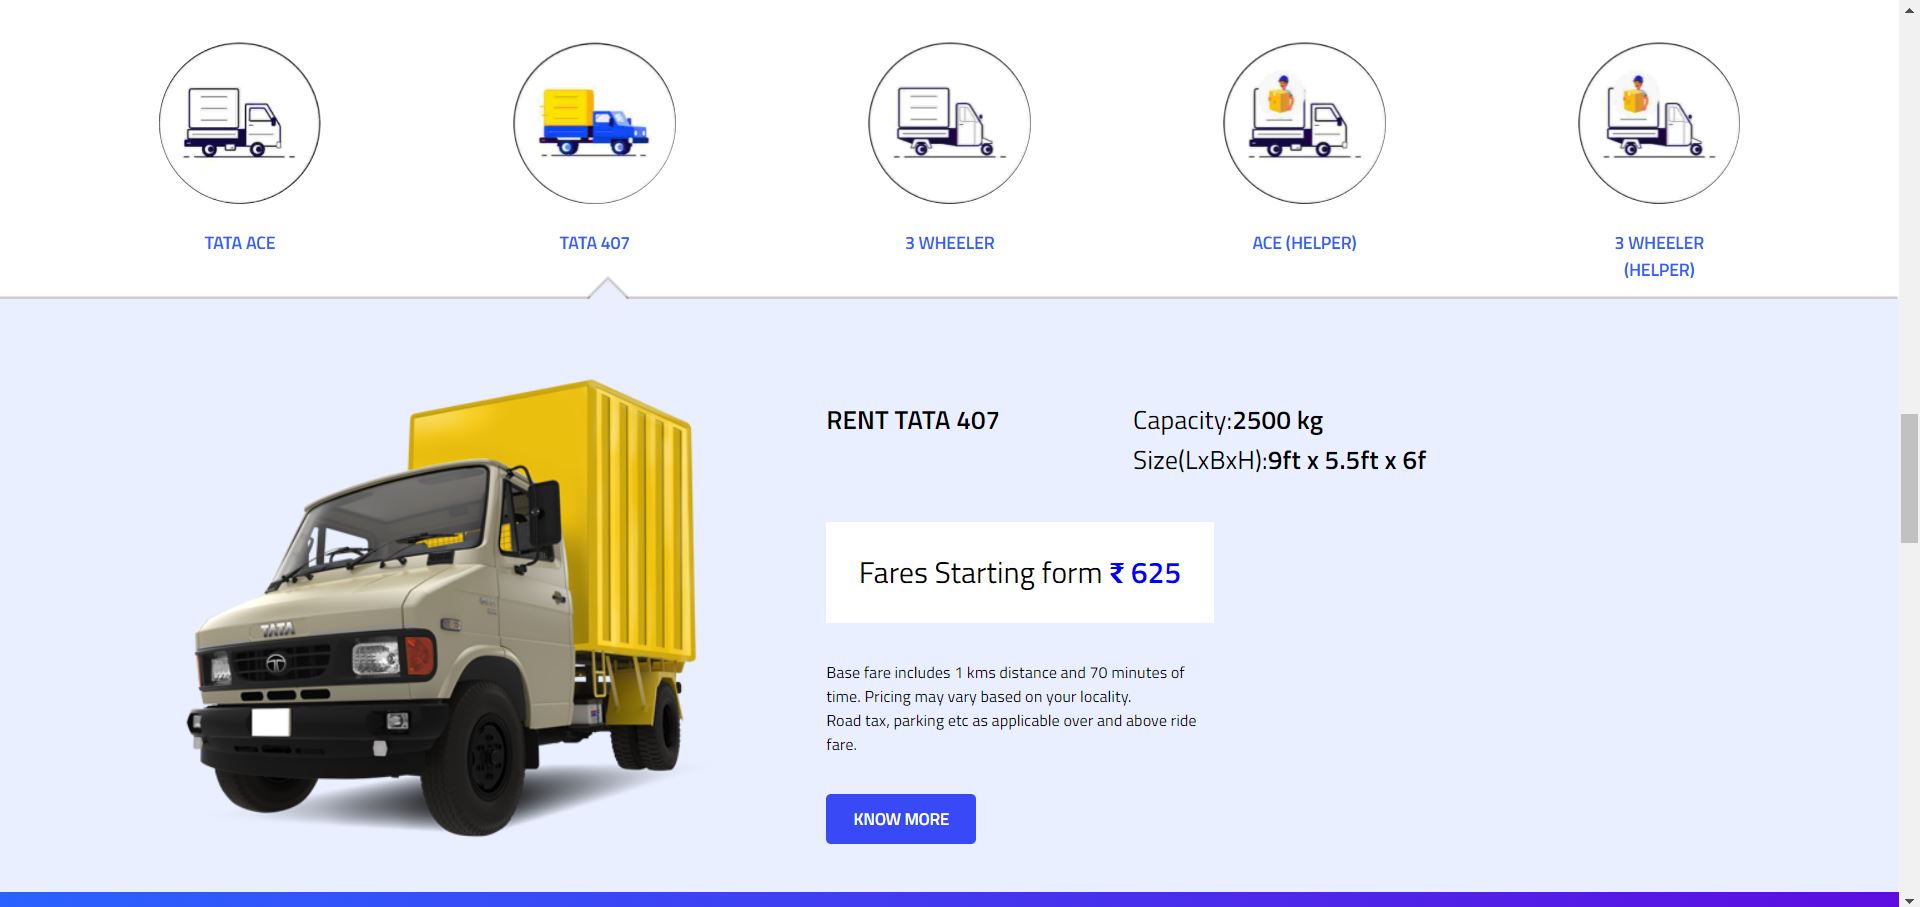 TATA ACE
TATA 407
3 WHEELER
ACE (HELPER)
3 WHEELER
(HELPER)
RENT TATA 407
Capacity:2500 kg
Size(LxBxH):9ft x 5.5ft x 6f
TATA
Fares Starting form ₹ 625
Base fare includes 1 kms distance and 70 minutes of
time. Pricing may vary based on your locality.
Road tax, parking etc as applicable over and above ride
fare.
KNOW MORE